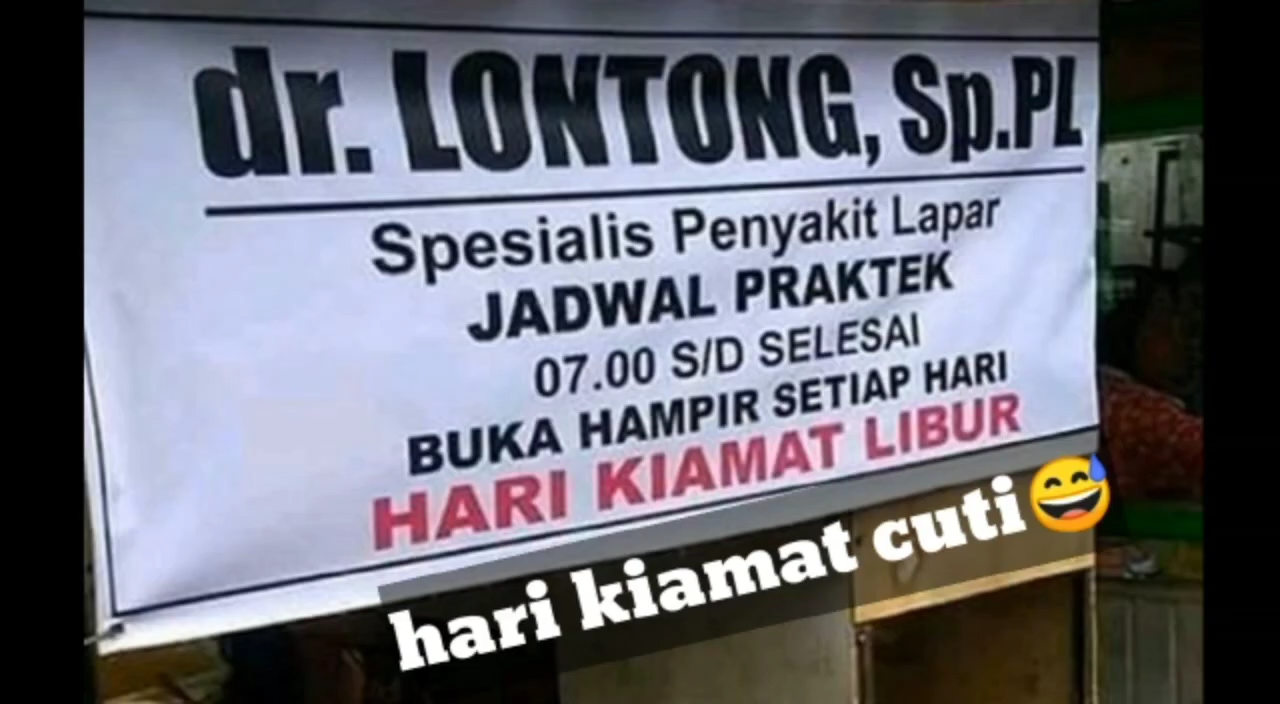 dr. LONTONG, Sp.PL
Spesialis Penyakit Lapar
JADWAL PRAKTEK
07.00 S/D SELESAI
BUKA HAMPIR SETIAP HARI
HARI KIAMAT LIBUR
hari kiamat cuti😅